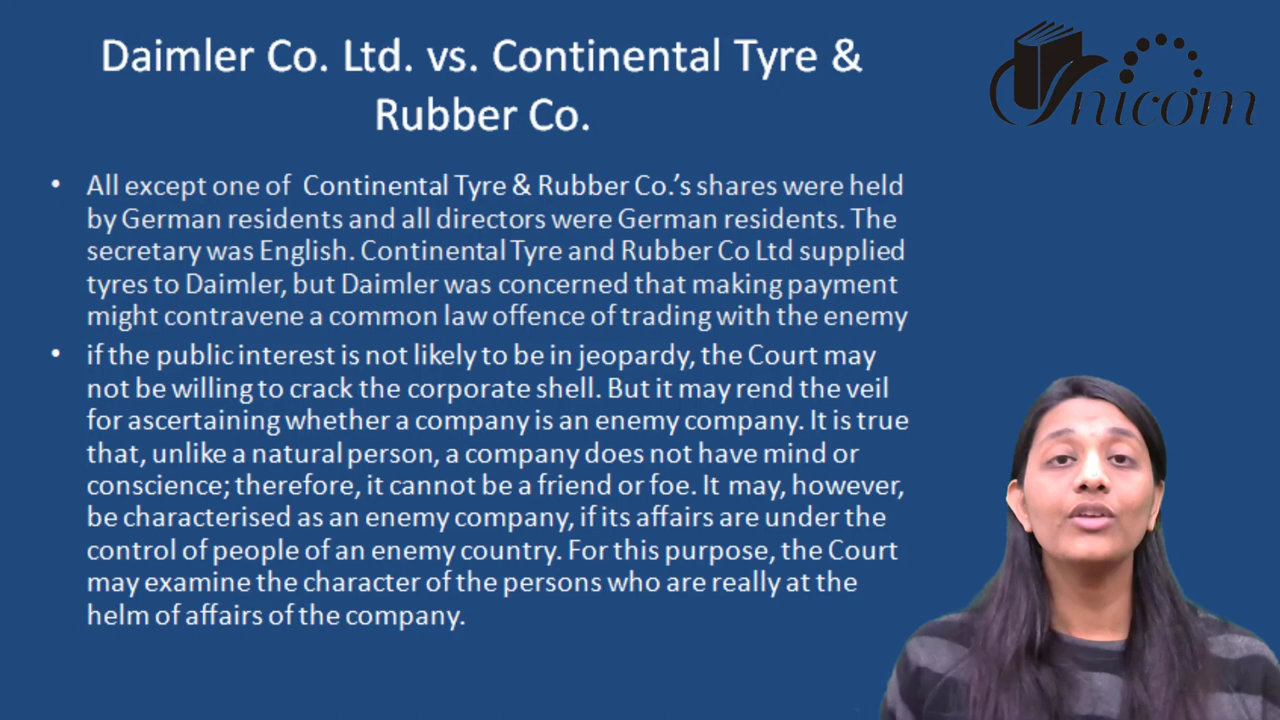 Daimler Co. Ltd. vs. Continental Tyre &
Rubber Co.
Unicom
• All except one of Continental Tyre & Rubber Co.'s shares were held
by German residents and all directors were German residents. The
secretary was English. Continental Tyre and Rubber Co Ltd supplied
tyres to Daimler, but Daimler was concerned that making payment
might contravene a common law offence of trading with the enemy
• if the public interest is not likely to be in jeopardy, the Court may
not be willing to crack the corporate shell. But it may rend the veil
for ascertaining whether a company is an enemy company. It is true
that, unlike a natural person, a company does not have mind or
conscience; therefore, it cannot be a friend or foe. It may, however,
be characterised as an enemy company, if its affairs are under the
control of people of an enemy country. For this purpose, the Court
may examine the character of the persons who are really at the
helm of affairs of the company.